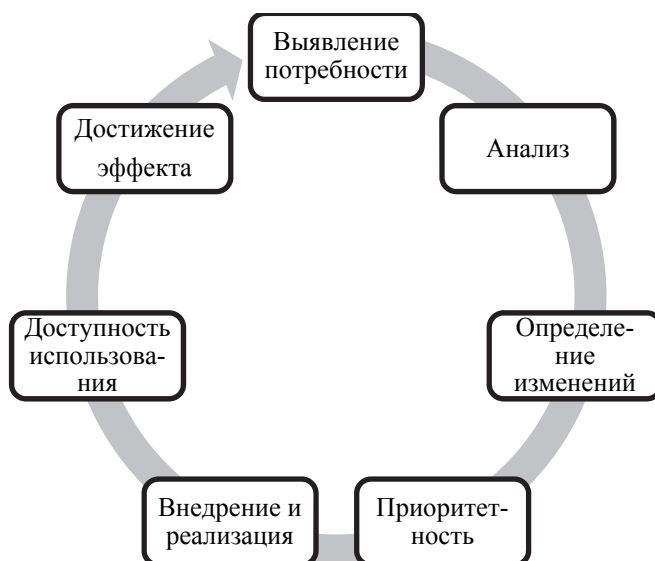 Выявление
потребности
Анализ
Определе-
ние
изменений
Приоритет-
ность
Внедрение и
реализация
Доступность
использова-
ния
Достижение
эффекта